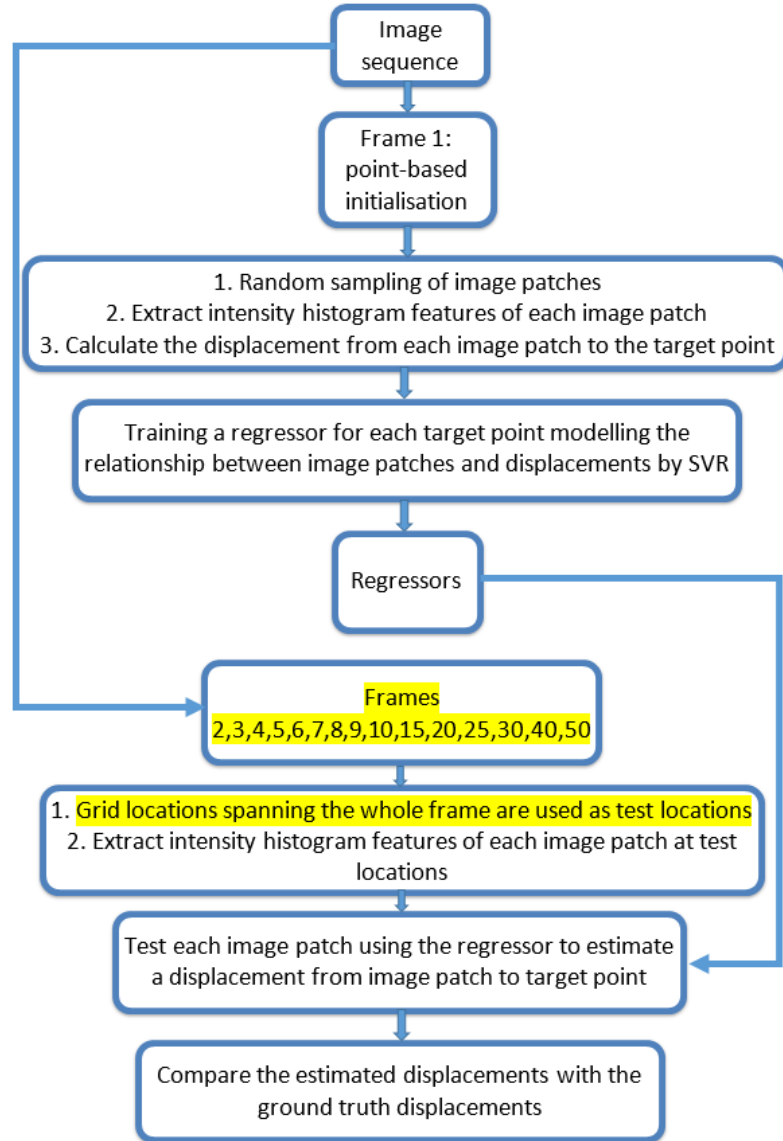 Image
sequence
Frame 1:
point-based
initialisation
1. Random sampling of image patches
2. Extract intensity histogram features of each image patch
3. Calculate the displacement from each image patch to the target point
Training a regressor for each target point modelling the
relationship between image patches and displacements by SVR
Regressors
Frames
2,3,4,5,6,7,8,9,10,15,20,25,30,40,50
1. Grid locations spanning the whole frame are used as test locations
2. Extract intensity histogram features of each image patch at test
locations
Test each image patch using the regressor to estimate
a displacement from image patch to target point
Compare the estimated displacements with the
ground truth displacements